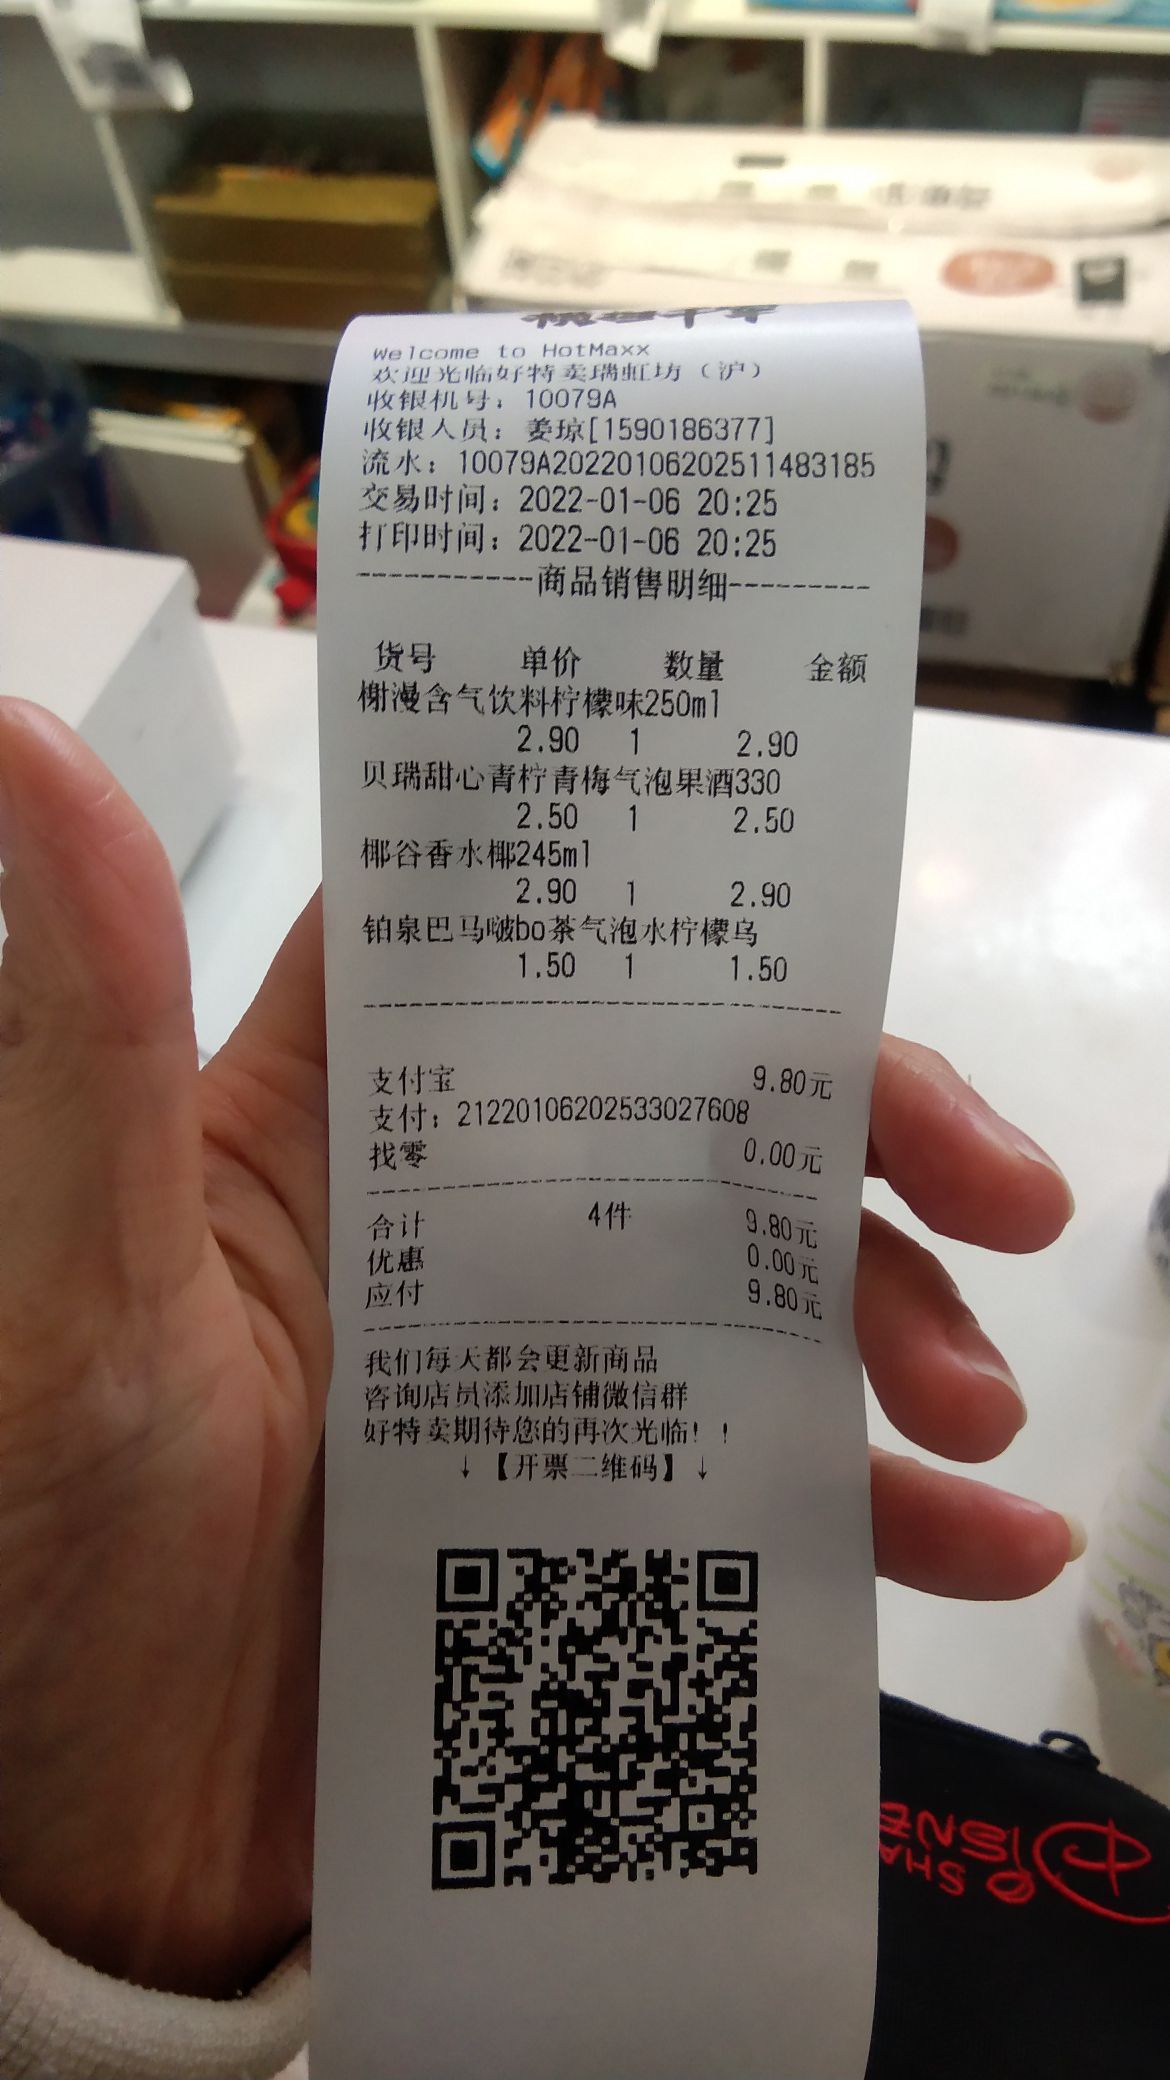 Welcome to HotMaxx
欢迎光临好特卖瑞虹坊（沪）
收银机号：10079A
收银人员：姜琼[1590186377]
流水：10079A20220106202511483185
交易时间：2022-01-06 20:25
打印时间：2022-01-06 20:25
-----------商品销售明细---------
货号 单价 数量 金额
榭漫含气饮料柠檬味250ml
2.90 1 2.90
贝瑞甜心青柠青梅气泡果酒330
2.50 1 2.50
椰谷香水椰245ml
2.90 1 2.90
铂泉巴马啵bo茶气泡水柠檬乌
1.50 1 1.50
支付宝 9.80元
支付：21220106202533027608
找零 0.00元
合计 4件 9.80元
优惠 0.00元
应付 9.80元
我们每天都会更新商品
咨询店员添加店铺微信群
好特卖期待您的再次光临！！
↓【开票二维码】↓